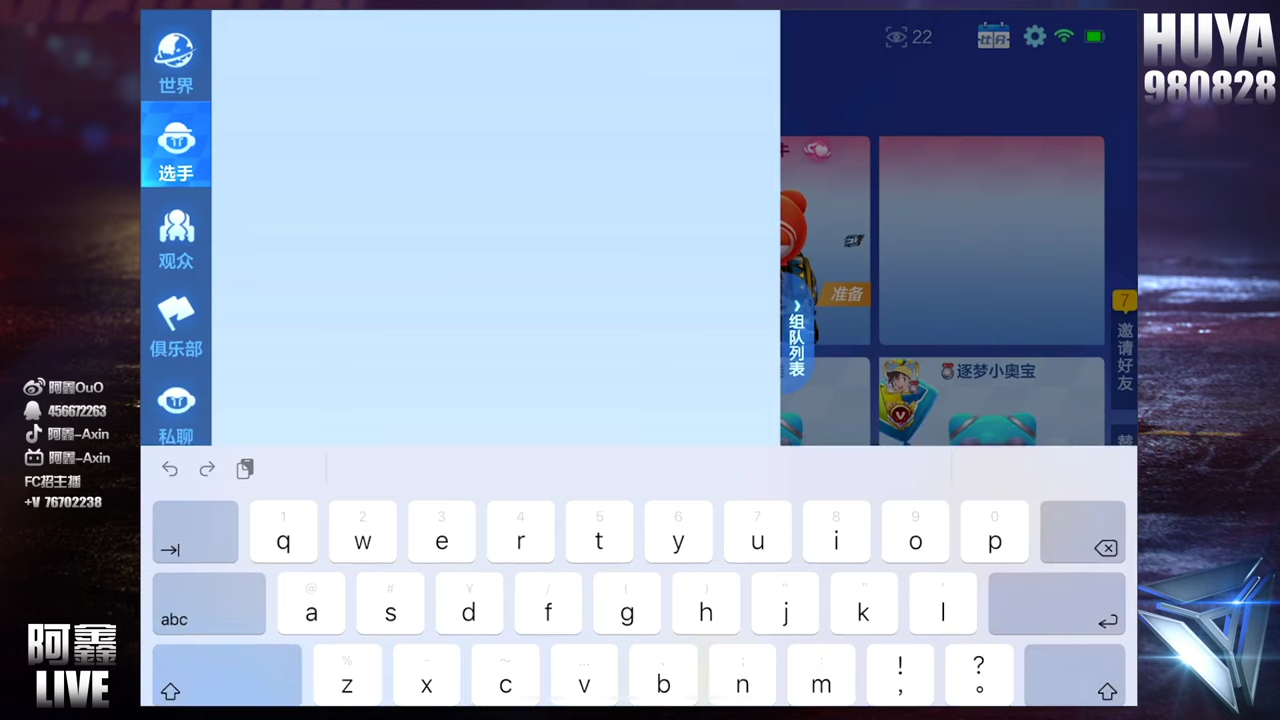 世界
选手
观众
俱乐部
私聊
22
准备
组队列表
7
邀请好友
逐梦小奥宝
HUYA
980828
阿鑫OuO
456672263
阿鑫-Axin
阿鑫-Axin
FC招主播
+V 76702238
阿鑫
LIVE
1 2 3 4 5 6 7 8 9 0
q w e r t y u i o p
@ # ¥ / ( ) “ ” ’
abc a s d f g h j k l
% - ~ … 、 ; :
z x c v b n m ! , ? 。